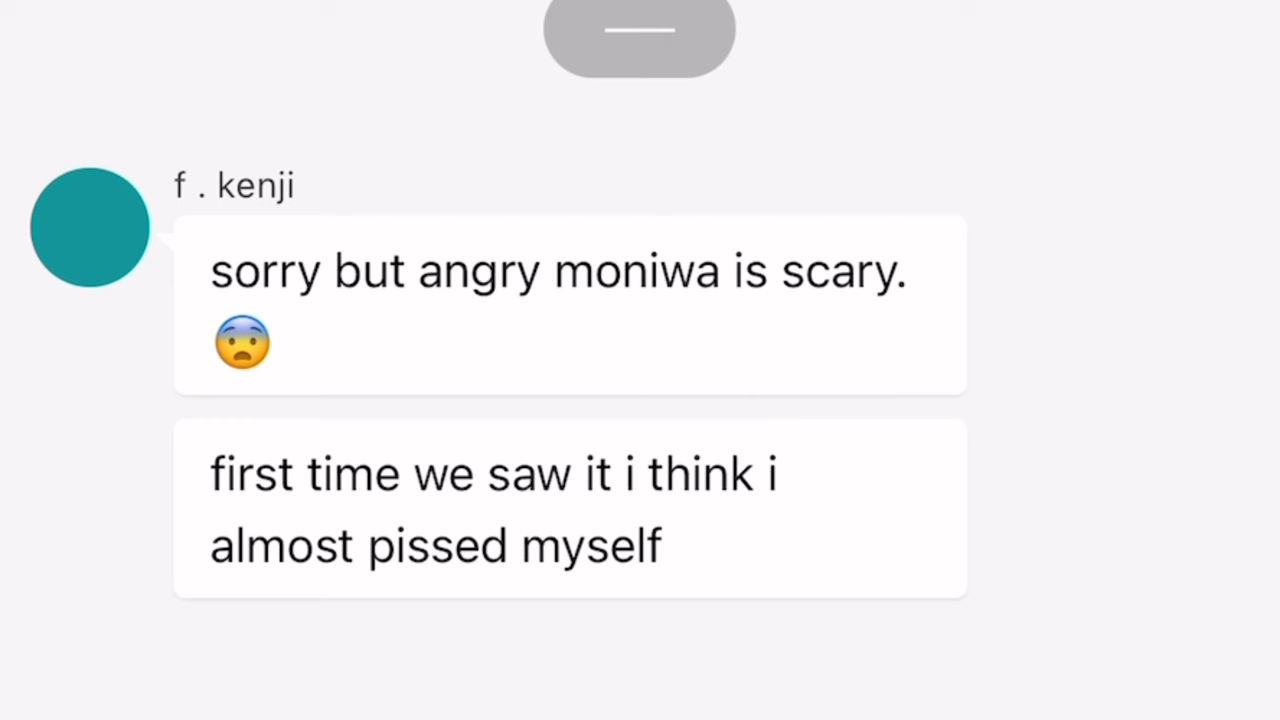 f . kenji
sorry but angry moniwa is scary.
😨
first time we saw it i think i
almost pissed myself